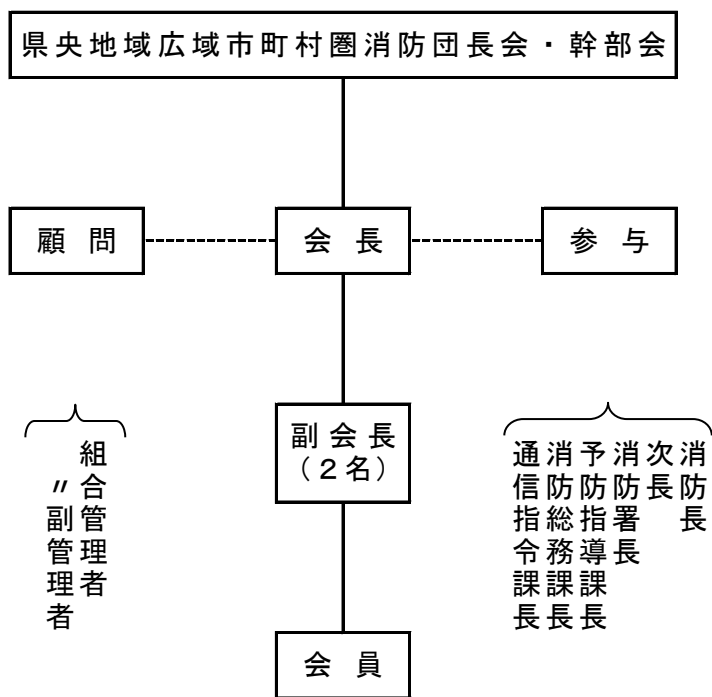 県央地域広域市町村圏消防団長会・幹部会
顧問
会長
参与
副会長
（２名）
組合管理者
〃副管理者
消防長
次長
消防署長
予防指導課長
消防総務課長
通信指令課長
会員